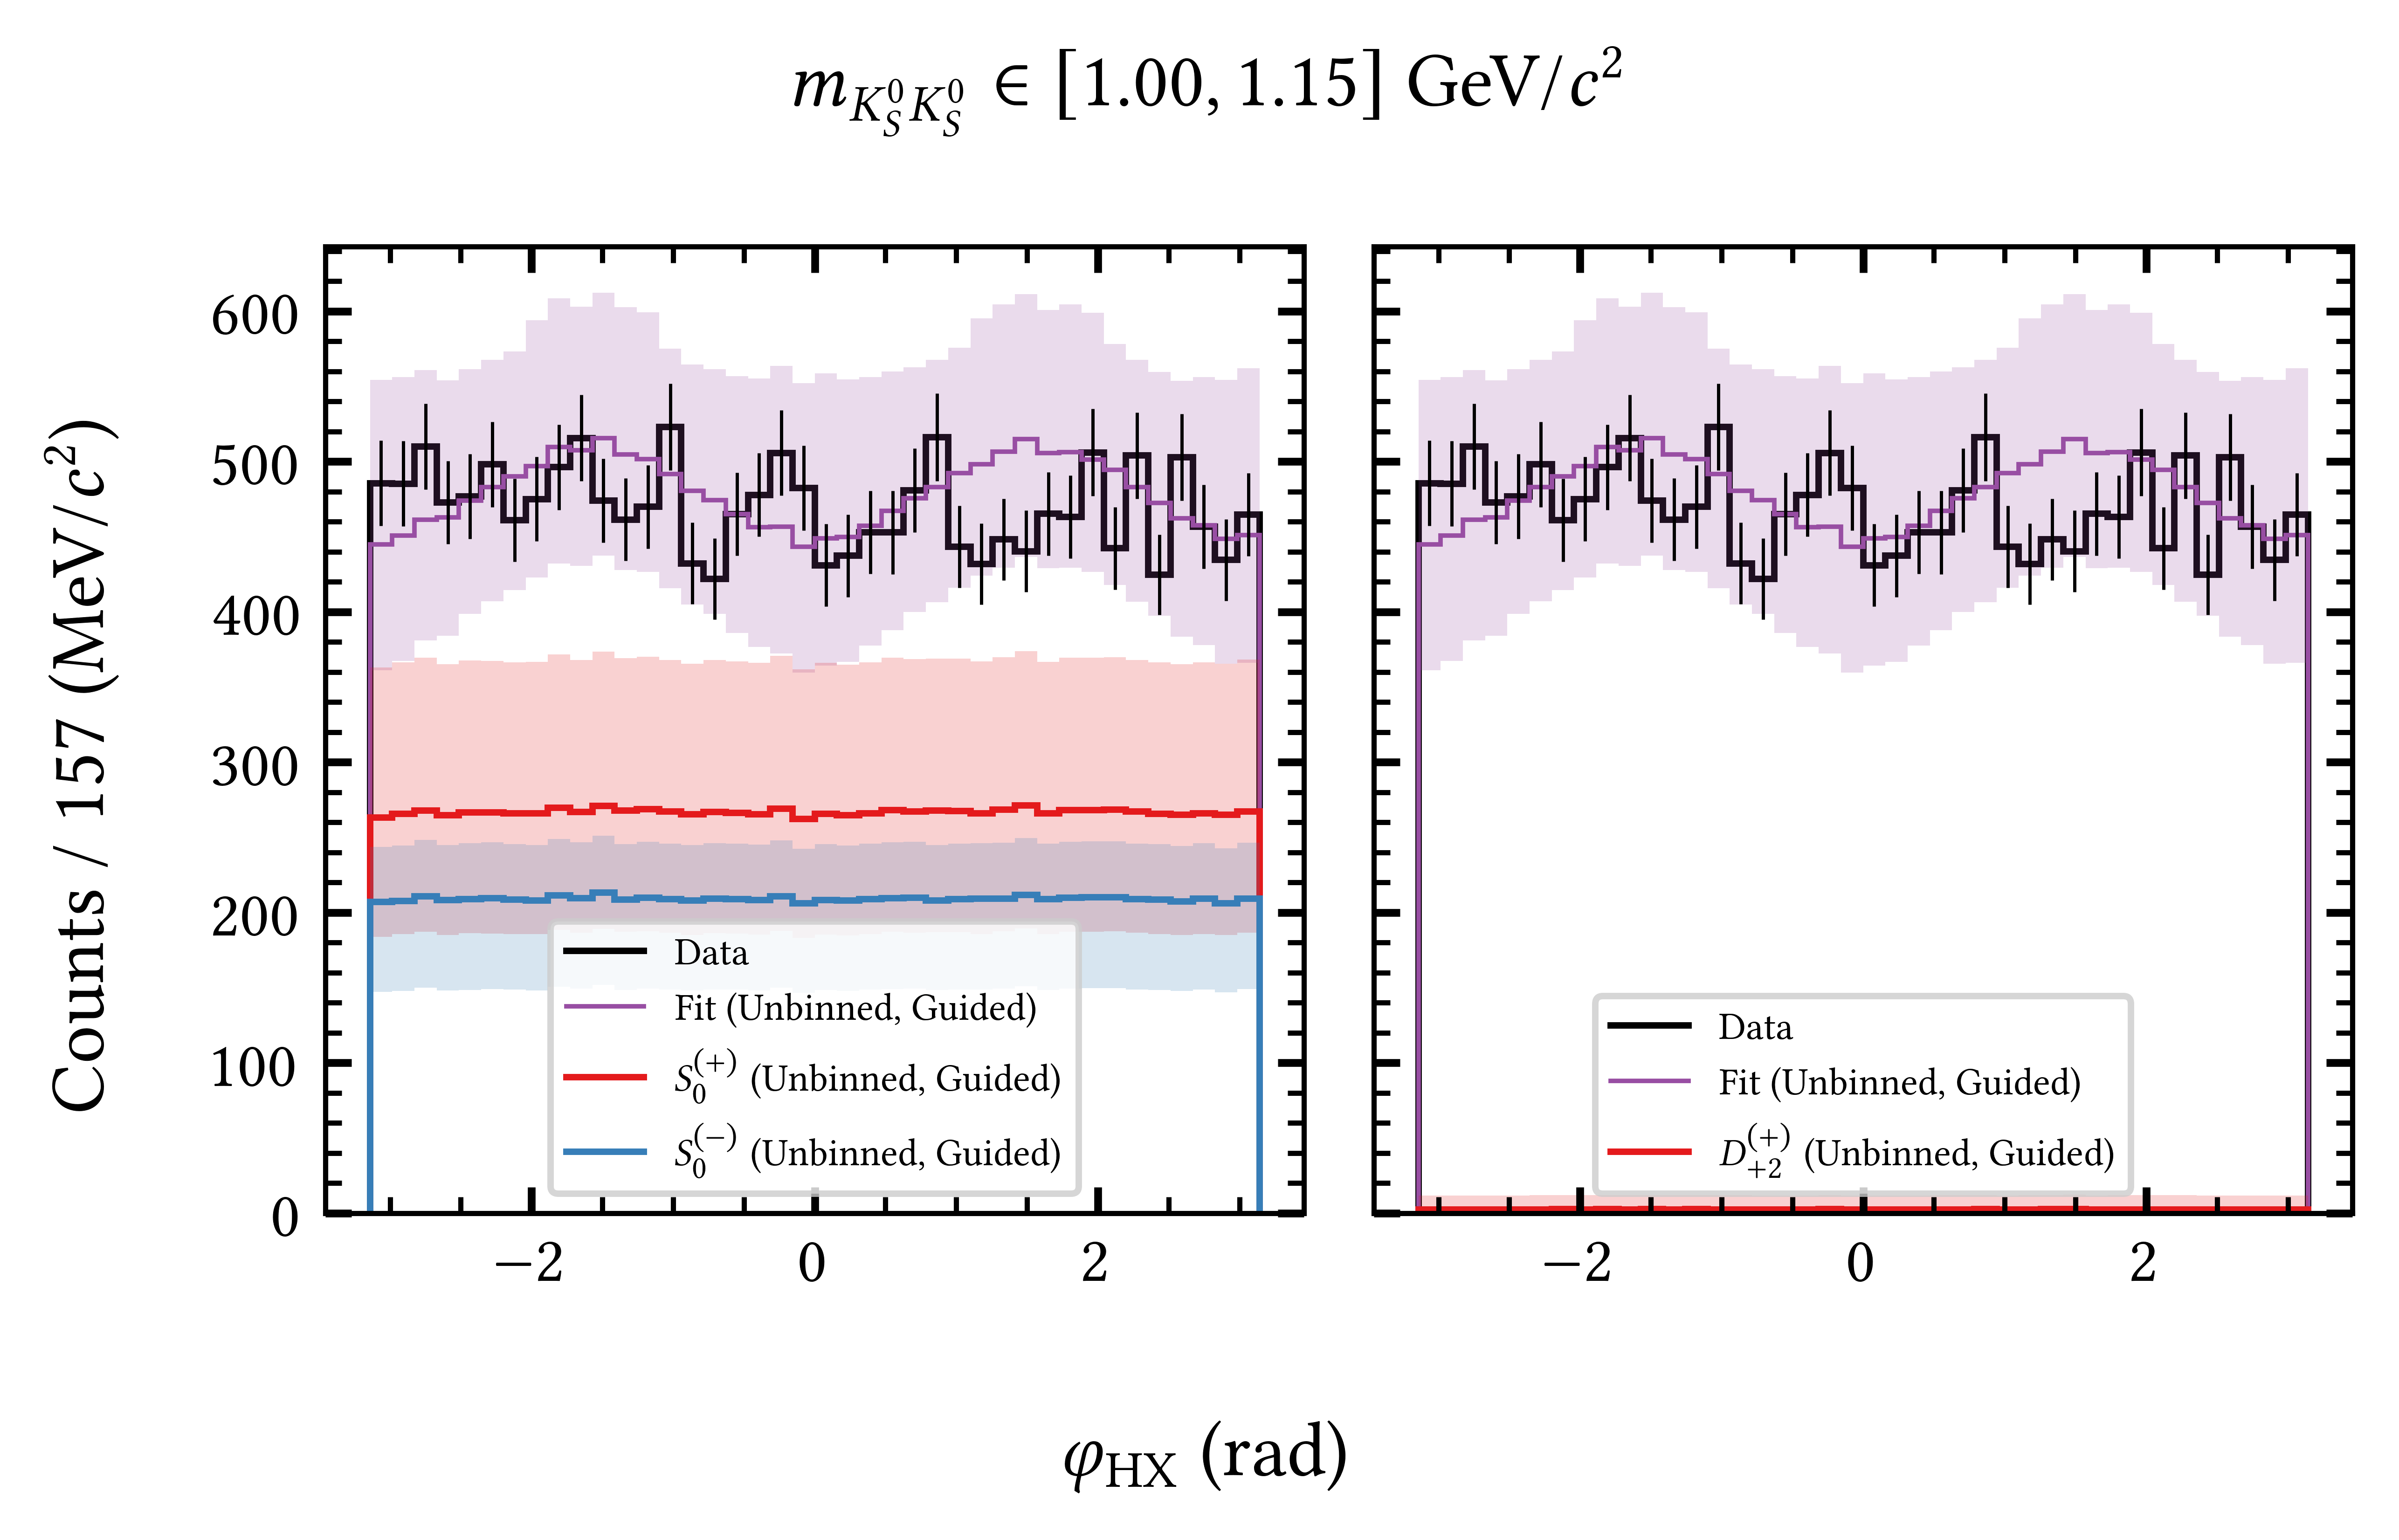 m_{K_S^0 K_S^0} ∈ [1.00, 1.15] GeV/c²
Counts / 157 (MeV/c²)
600
500
400
300
200
100
0
Data
Fit (Unbinned, Guided)
S_0^{(+)} (Unbinned, Guided)
S_0^{(−)} (Unbinned, Guided)
−2
0
2
Data
Fit (Unbinned, Guided)
D_{+2}^{(+)} (Unbinned, Guided)
−2
0
2
φ_{HX} (rad)